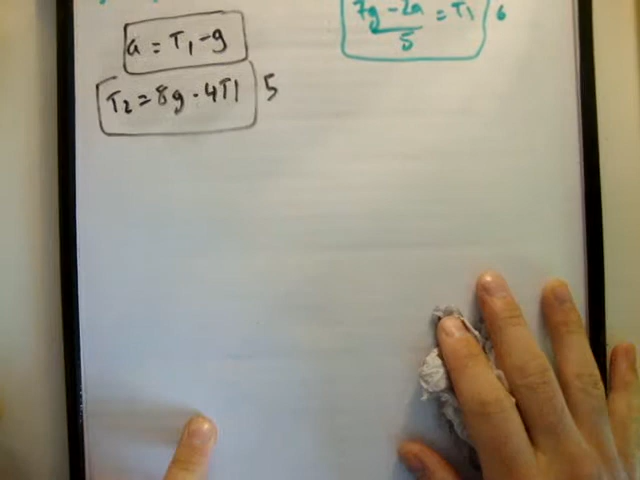 a = T₁ - g
T₂ = 8g - 4T1 5
7g - 2a / 5 = T₁ 6